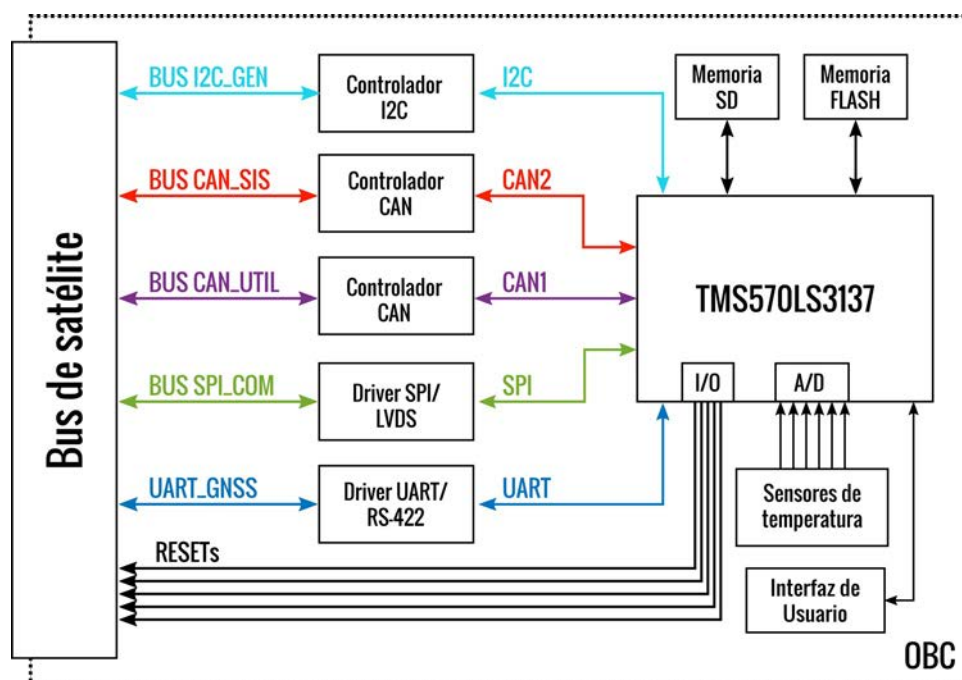 Bus de satélite
BUS I2C_GEN
Controlador
I2C
I2C
Memoria
SD
Memoria
FLASH
BUS CAN_SIS
Controlador
CAN
CAN2
BUS CAN_UTIL
Controlador
CAN
CAN1
TMS570LS3137
BUS SPI_COM
Driver SPI/
LVDS
SPI
I/O
A/D
UART_GNSS
Driver UART/
RS-422
UART
Sensores de
temperatura
RESETs
Interfaz de
Usuario
OBC